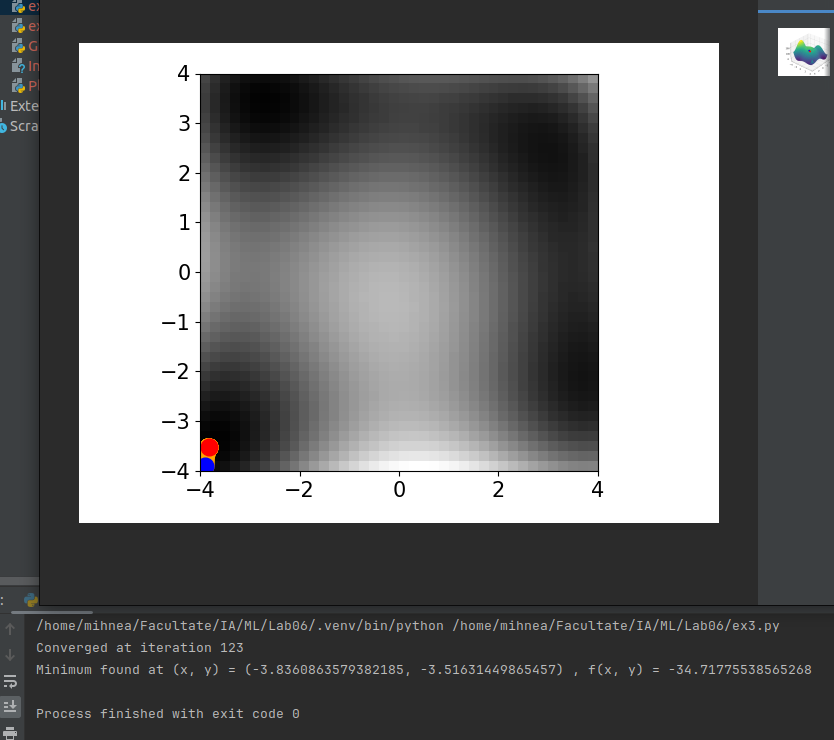 ex
ex
G
In
Pl
Exte
Scra
4
3
2
1
0
−1
−2
−3
−4
−4
−2
0
2
4
:
/home/mihnea/Facultate/IA/ML/Lab06/.venv/bin/python /home/mihnea/Facultate/IA/ML/Lab06/ex3.py
Converged at iteration 123
Minimum found at (x, y) = (-3.8360863579382185, -3.51631449865457) , f(x, y) = -34.71775538565268
Process finished with exit code 0